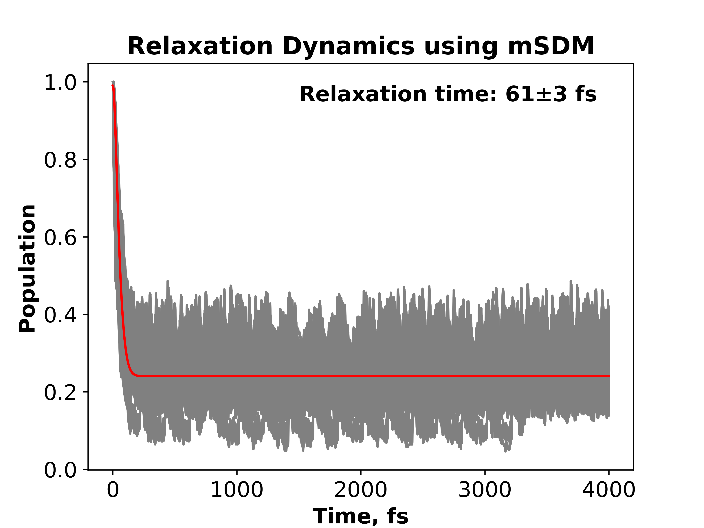 Relaxation Dynamics using mSDM
Relaxation time: 61±3 fs
Population
1.0
0.8
0.6
0.4
0.2
0.0
0 1000 2000 3000 4000
Time, fs